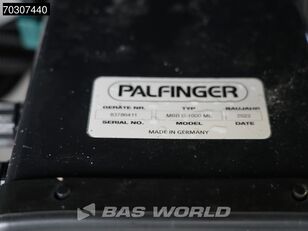 70307440
PALFINGER
GERÄTE NR. TYP BAUJAHR
83786411 MBB C 1000 ML 2022
SERIAL NO. MODEL DATE
MADE IN GERMANY
BAS WORLD